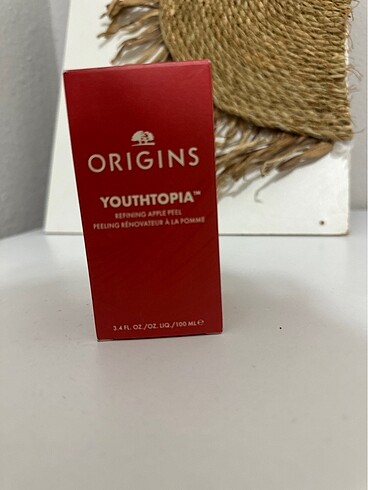 ORIGINS
YOUTHTOPIA™
REFINING APPLE PEEL
PEELING RÉNOVATEUR À LA POMME
3.4 FL. OZ./OZ. LIQ./100 ML ℮